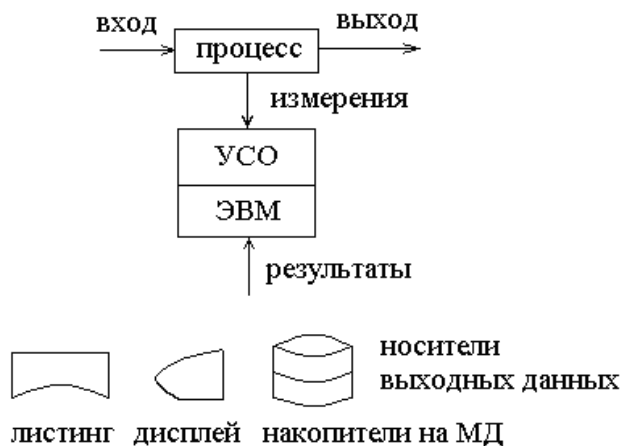 вход
выход
процесс
измерения
УСО
ЭВМ
результаты
носители
выходных данных
листинг дисплей накопители на МД